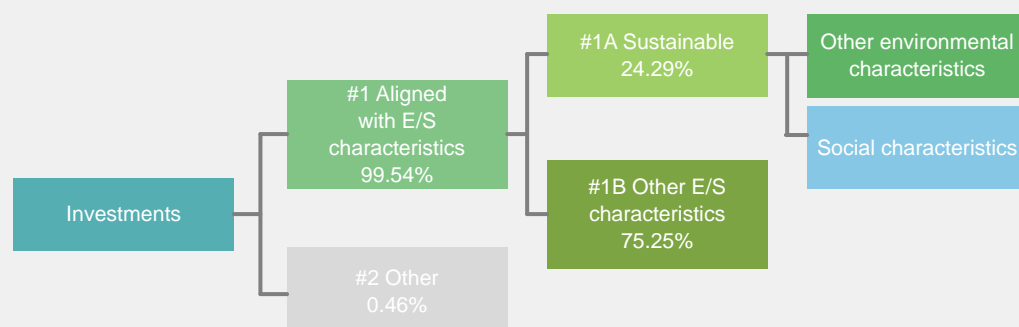 Investments
#1 Aligned
with E/S
characteristics
99.54%
#2 Other
0.46%
#1A Sustainable
24.29%
#1B Other E/S
characteristics
75.25%
Other environmental
characteristics
Social characteristics